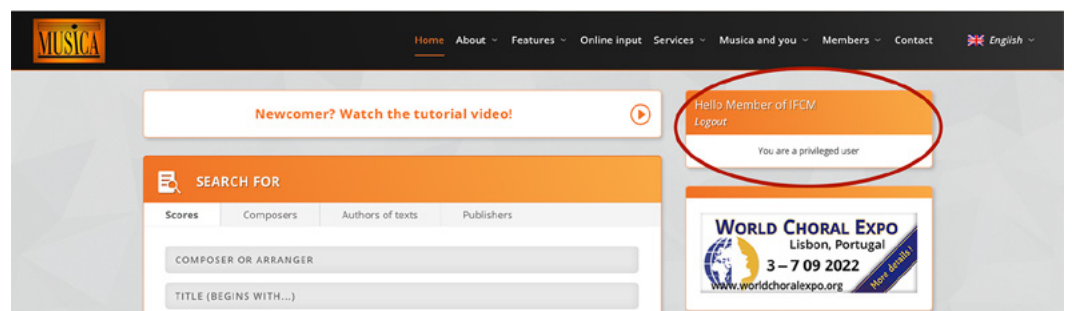 MUSICA
Home About Features Online input Services Musica and you Members Contact English
Newcomer? Watch the tutorial video!
Hello Member of IFCM
Logout
You are a privileged user
SEARCH FOR
Scores Composers Authors of texts Publishers
COMPOSER OR ARRANGER
TITLE (BEGINS WITH...)
WORLD CHORAL EXPO
Lisbon, Portugal
3 – 7 09 2022
www.worldchoralexpo.org
More details!